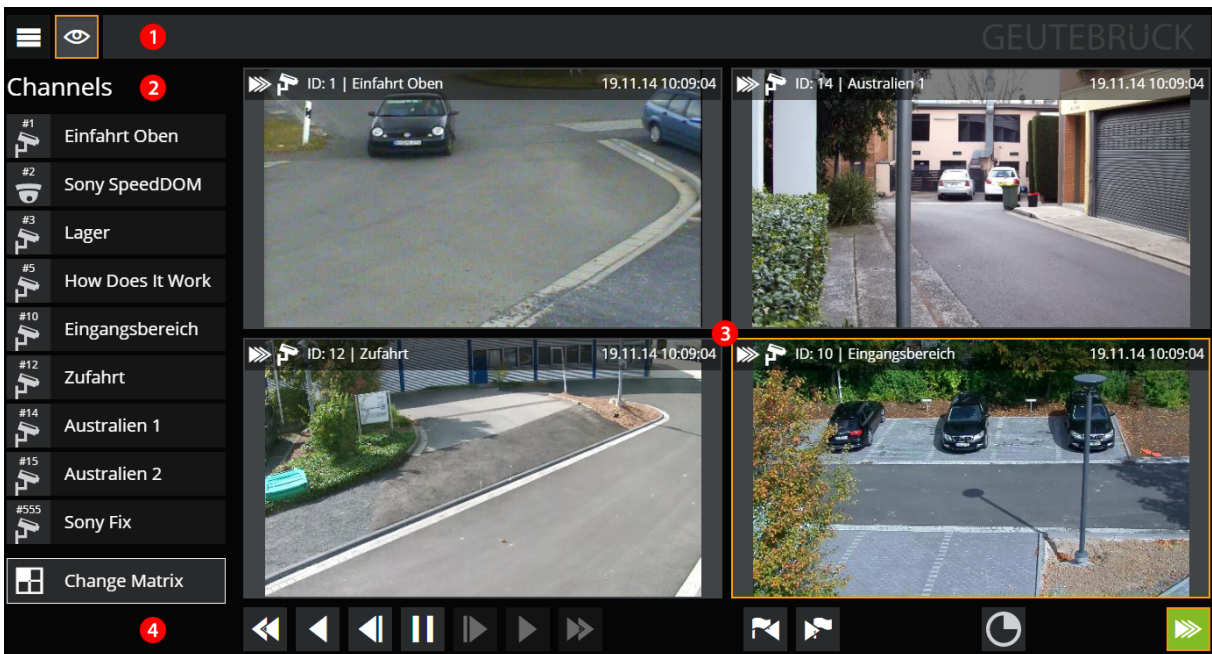 1
GEUTEBRÜCK
Channels 2
#1
Einfahrt Oben
#2
Sony SpeedDOM
#3
Lager
#5
How Does It Work
#10
Eingangsbereich
#12
Zufahrt
#14
Australien 1
#15
Australien 2
#555
Sony Fix
Change Matrix
ID: 1 | Einfahrt Oben 19.11.14 10:09:04
ID: 14 | Australien 1 19.11.14 10:09:04
3
ID: 12 | Zufahrt 19.11.14 10:09:04
ID: 10 | Eingangsbereich 19.11.14 10:09:04
4